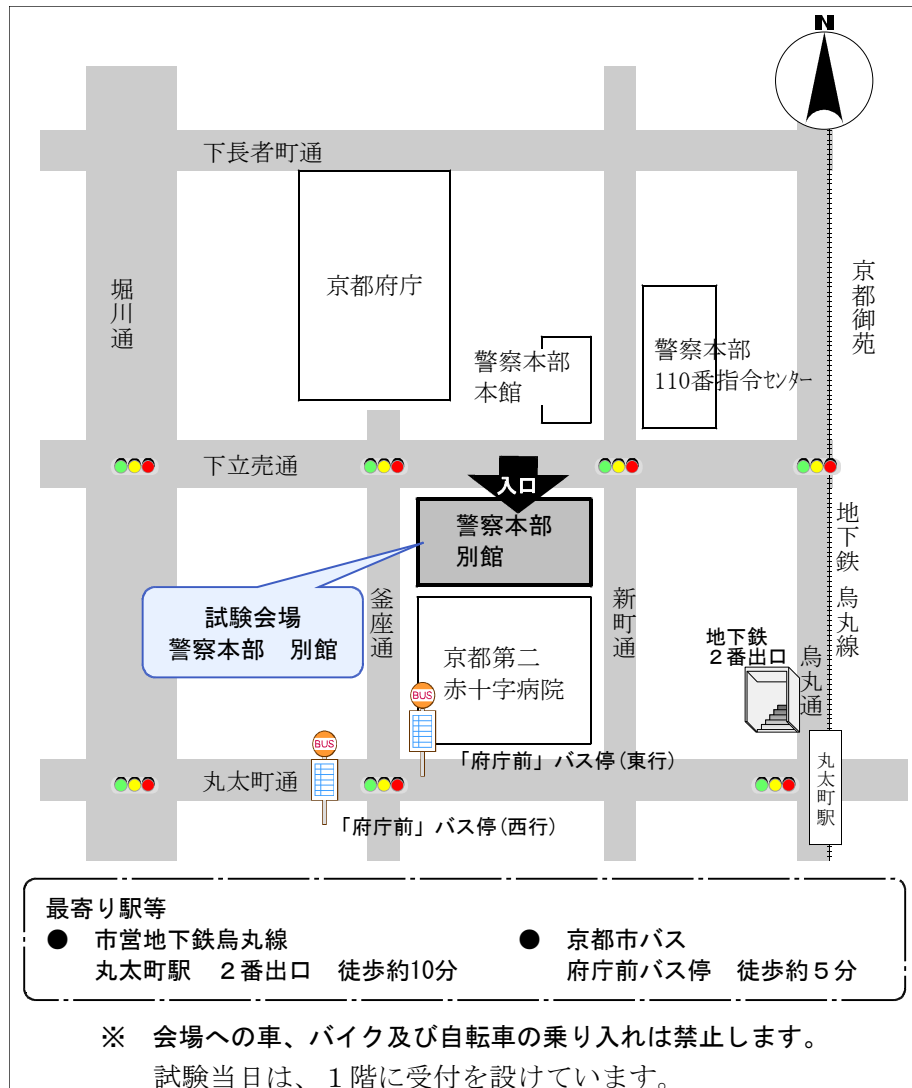 N
下長者町通
堀川通
京都府庁
京都御苑
警察本部
本館
警察本部
110番指令センター
下立売通
入口
警察本部
別館
地下鉄 烏丸線
試験会場
警察本部　別館
釜座通
新町通
京都第二
赤十字病院
地下鉄
２番出口
烏丸通
BUS
BUS
「府庁前」バス停(東行)
丸太町通
丸太町駅
「府庁前」バス停(西行)
最寄り駅等
●　市営地下鉄烏丸線
丸太町駅　２番出口　徒歩約10分
●　京都市バス
府庁前バス停　徒歩約５分
※　会場への車、バイク及び自転車の乗り入れは禁止します。
試験当日は、１階に受付を設けています。